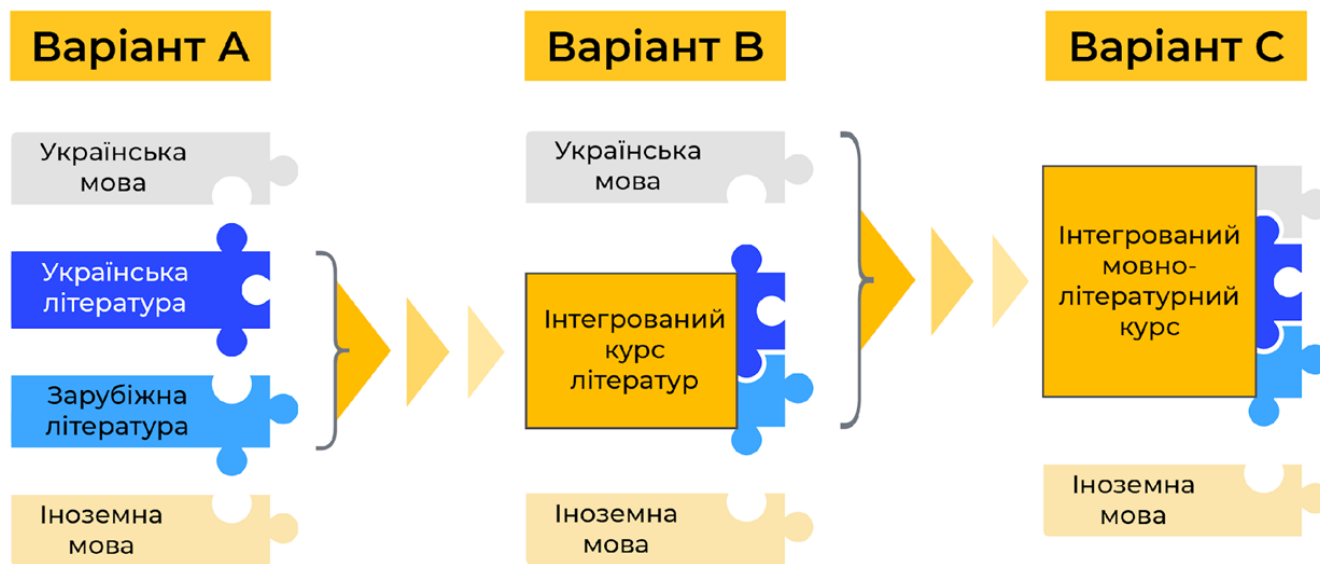 Варіант A
Українська
мова
Українська
література
Зарубіжна
література
Іноземна
мова
Варіант B
Українська
мова
Інтегрований
курс
літератур
Іноземна
мова
Варіант C
Інтегрований
мовно-
літературний
курс
Іноземна
мова